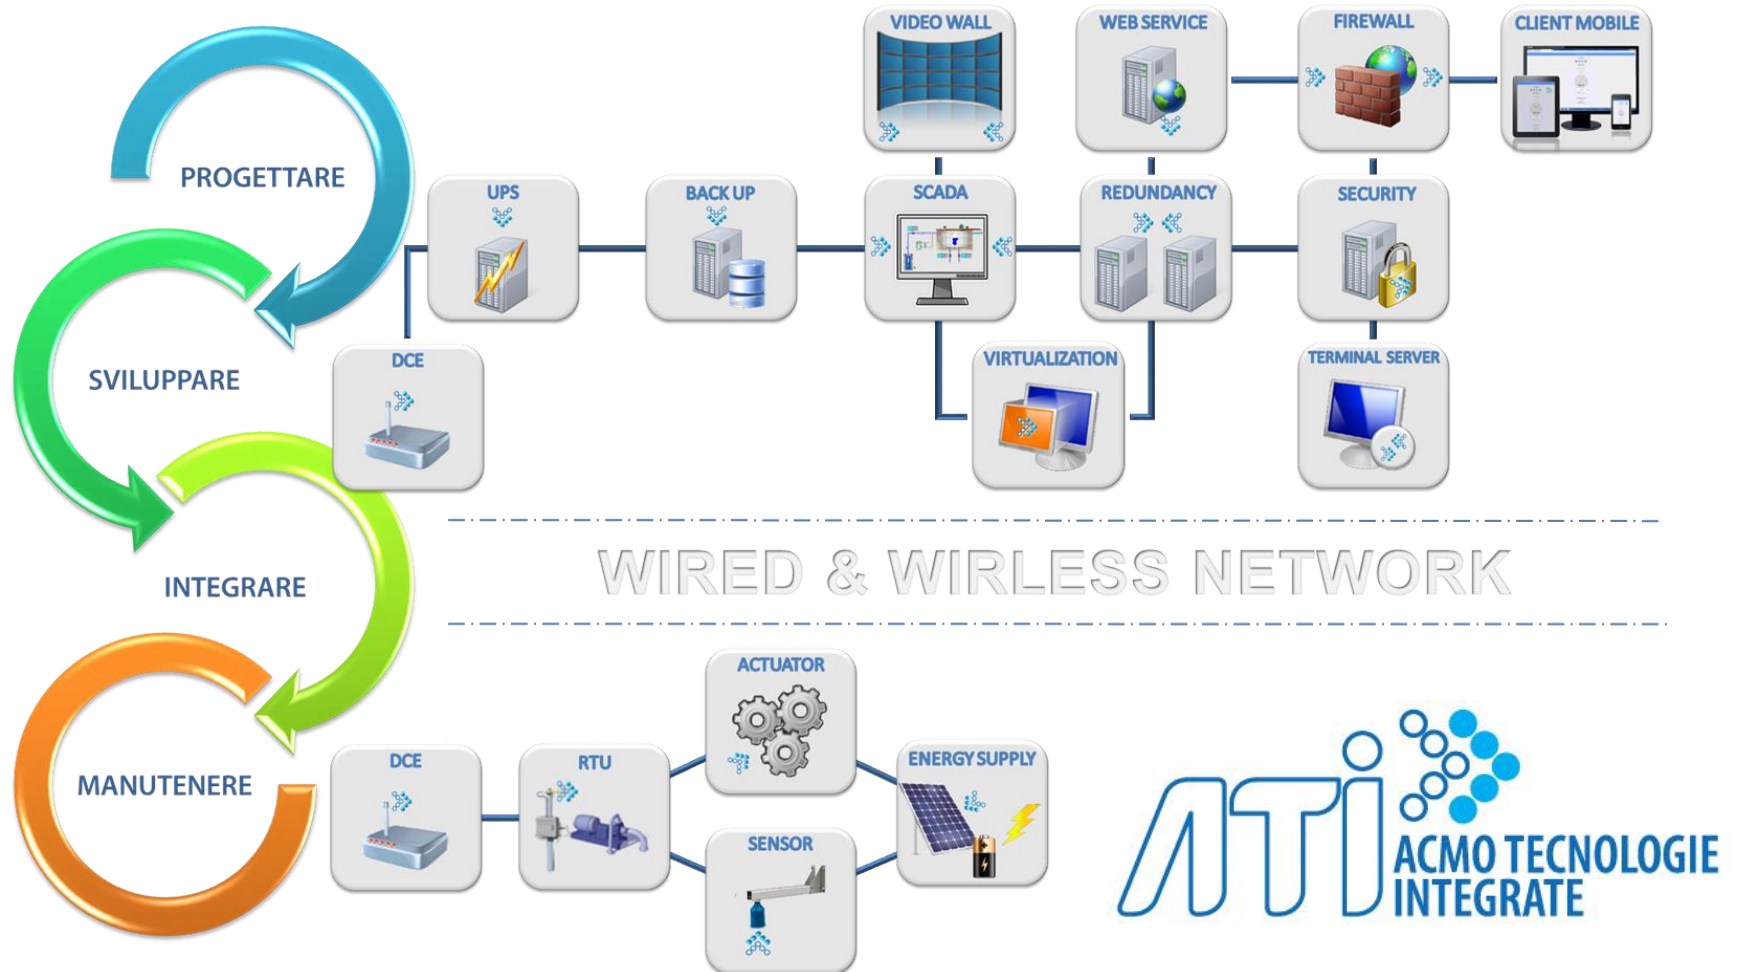 PROGETTARE
SVILUPPARE
INTEGRARE
MANUTENERE
VIDEO WALL
WEB SERVICE
FIREWALL
CLIENT MOBILE
UPS
BACK UP
SCADA
REDUNDANCY
SECURITY
DCE
VIRTUALIZATION
TERMINAL SERVER
WIRED & WIRLESS NETWORK
ACTUATOR
DCE
RTU
ENERGY SUPPLY
SENSOR
ATI
ACMO TECNOLOGIE
INTEGRATE